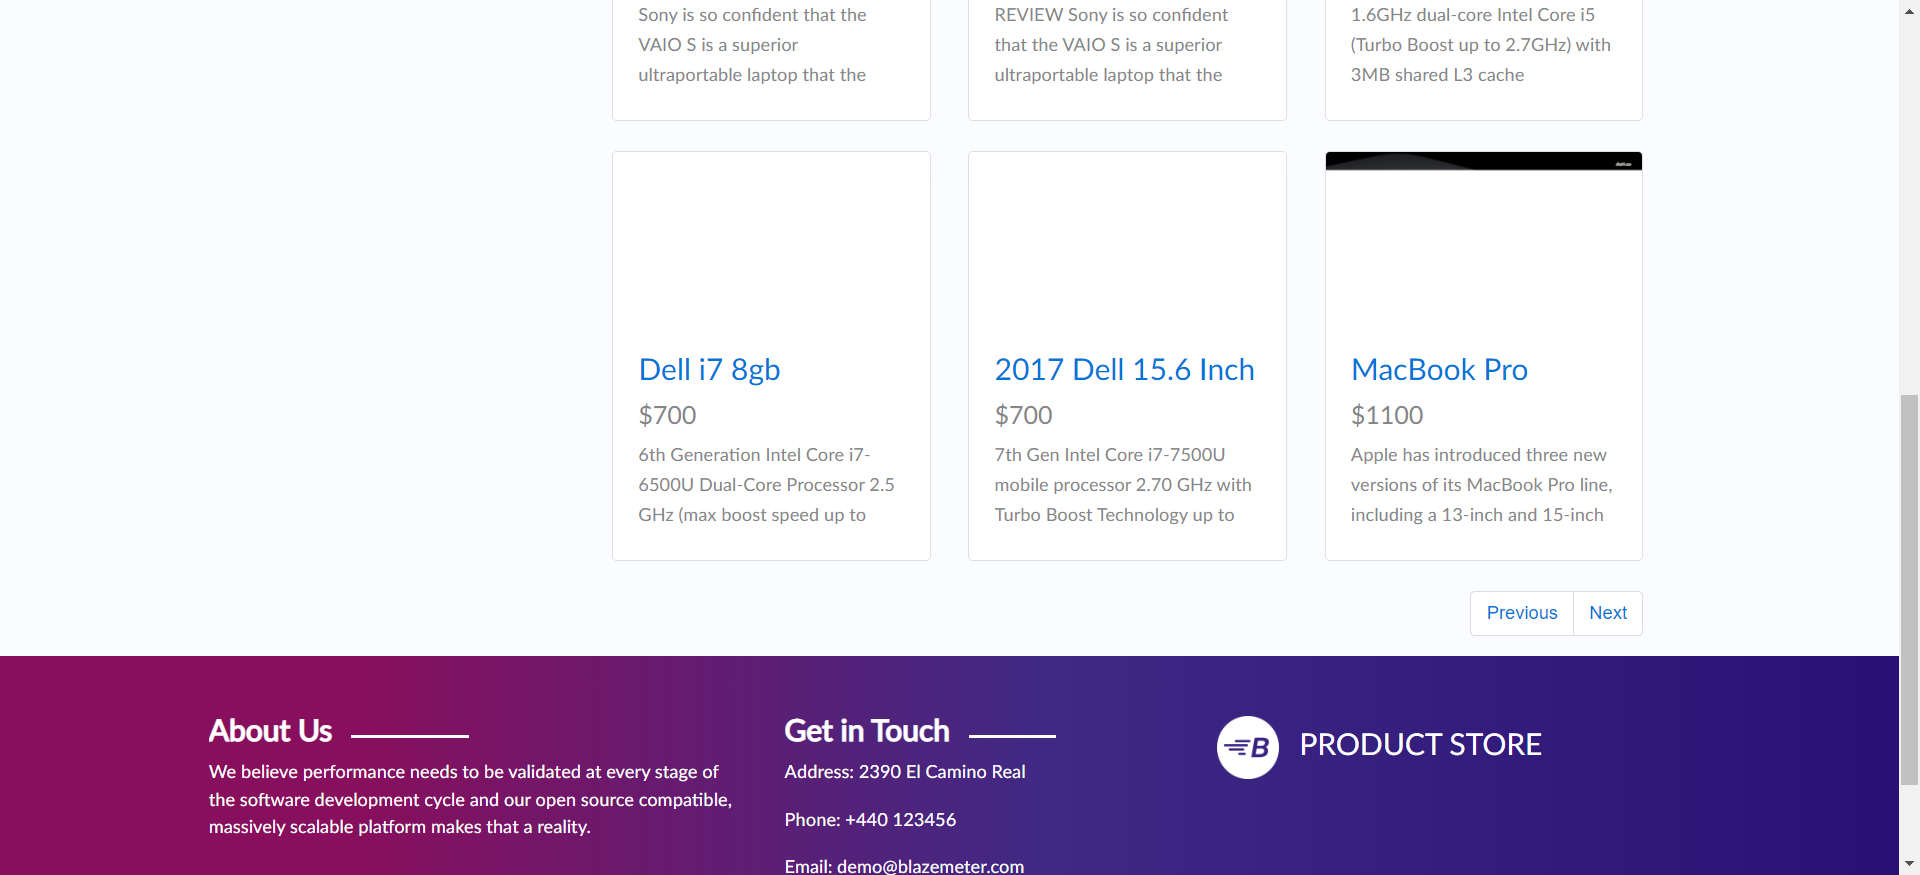 Sony is so confident that the
VAIO S is a superior
ultraportable laptop that the
REVIEW Sony is so confident
that the VAIO S is a superior
ultraportable laptop that the
1.6GHz dual-core Intel Core i5
(Turbo Boost up to 2.7GHz) with
3MB shared L3 cache
Dell i7 8gb
$700
6th Generation Intel Core i7-
6500U Dual-Core Processor 2.5
GHz (max boost speed up to
2017 Dell 15.6 Inch
$700
7th Gen Intel Core i7-7500U
mobile processor 2.70 GHz with
Turbo Boost Technology up to
MacBook Pro
$1100
Apple has introduced three new
versions of its MacBook Pro line,
including a 13-inch and 15-inch
Previous
Next
About Us
We believe performance needs to be validated at every stage of
the software development cycle and our open source compatible,
massively scalable platform makes that a reality.
Get in Touch
Address: 2390 El Camino Real
Phone: +440 123456
Email: demo@blazemeter.com
B
PRODUCT STORE